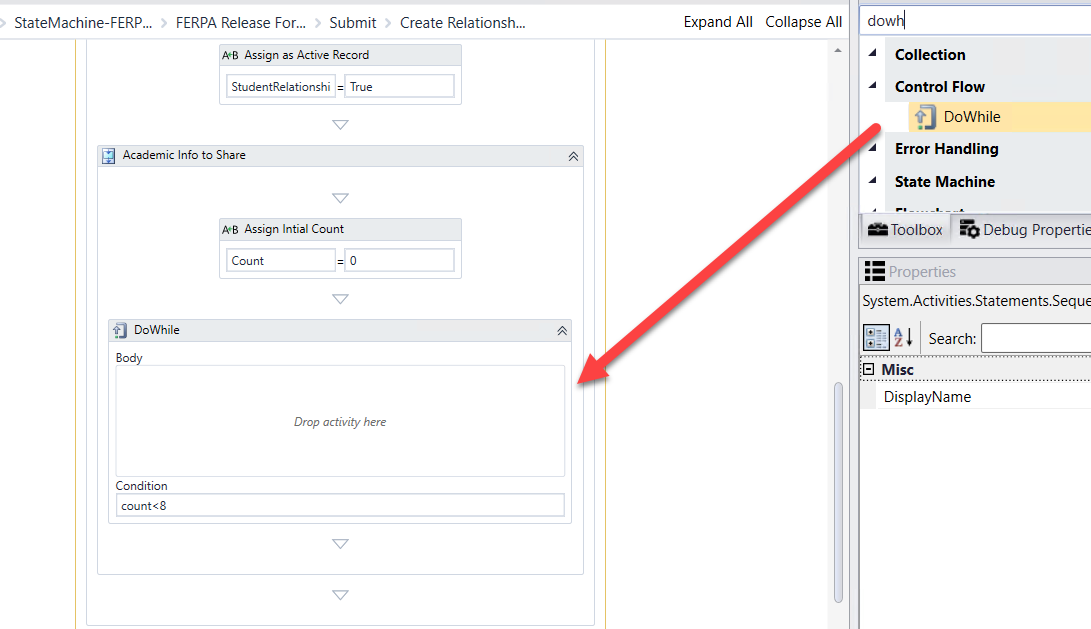 StateMachine-FERP... > FERPA Release For... > Submit > Create Relationsh...
Expand All Collapse All
A+B Assign as Active Record
StudentRelationshi = True
Academic Info to Share
A+B Assign Intial Count
Count = 0
DoWhile
Body
Drop activity here
Condition
count<8
dowh
Collection
Control Flow
DoWhile
Error Handling
State Machine
Flowchart
Toolbox Debug Propertie
Properties
System.Activities.Statements.Seque
A
Z
Search:
Misc
DisplayName